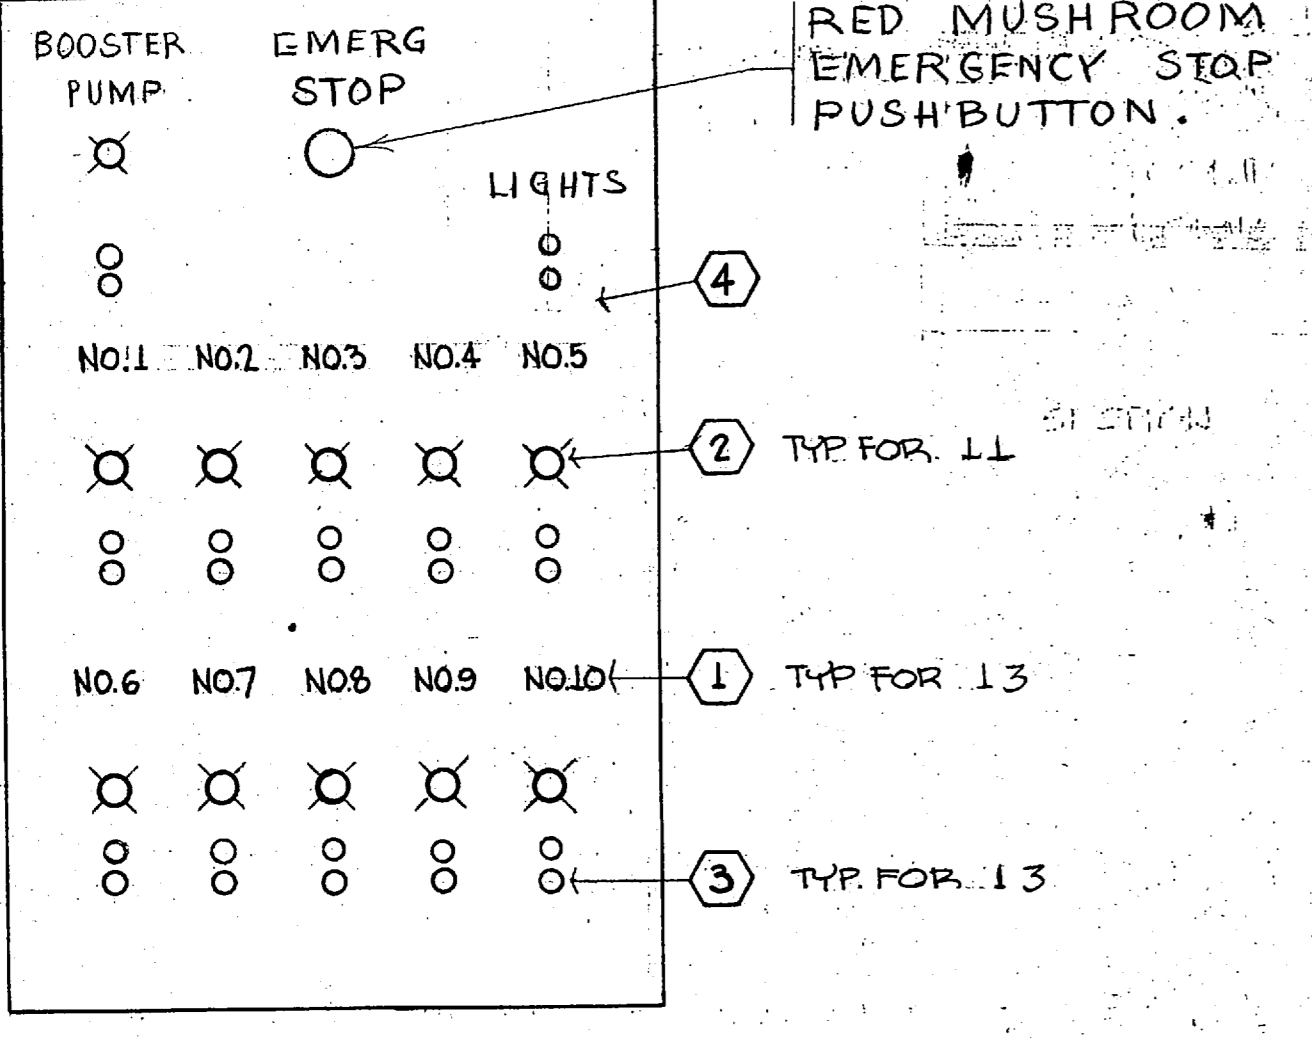 RED MUSHROOM
EMERGENCY STOP
PUSHBUTTON.
BOOSTER
PUMP
EMERG
STOP
LIGHTS
4
NO.1 NO.2 NO.3 NO.4 NO.5
2 TYP. FOR 11
NO.6 NO.7 NO.8 NO.9 NO.10
1 TYP FOR 13
3 TYP. FOR 13